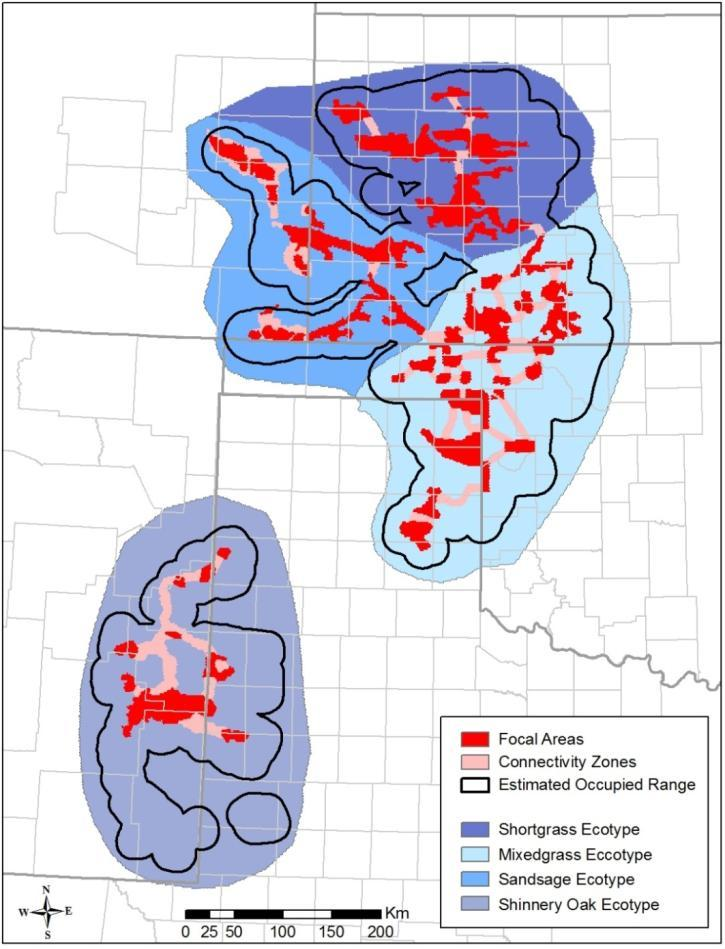 Focal Areas
Connectivity Zones
Estimated Occupied Range
Shortgrass Ecotype
Mixedgrass Eccotype
Sandsage Ecotype
Shinnery Oak Ecotype
N
W E
S
Km
0 25 50 100 150 200